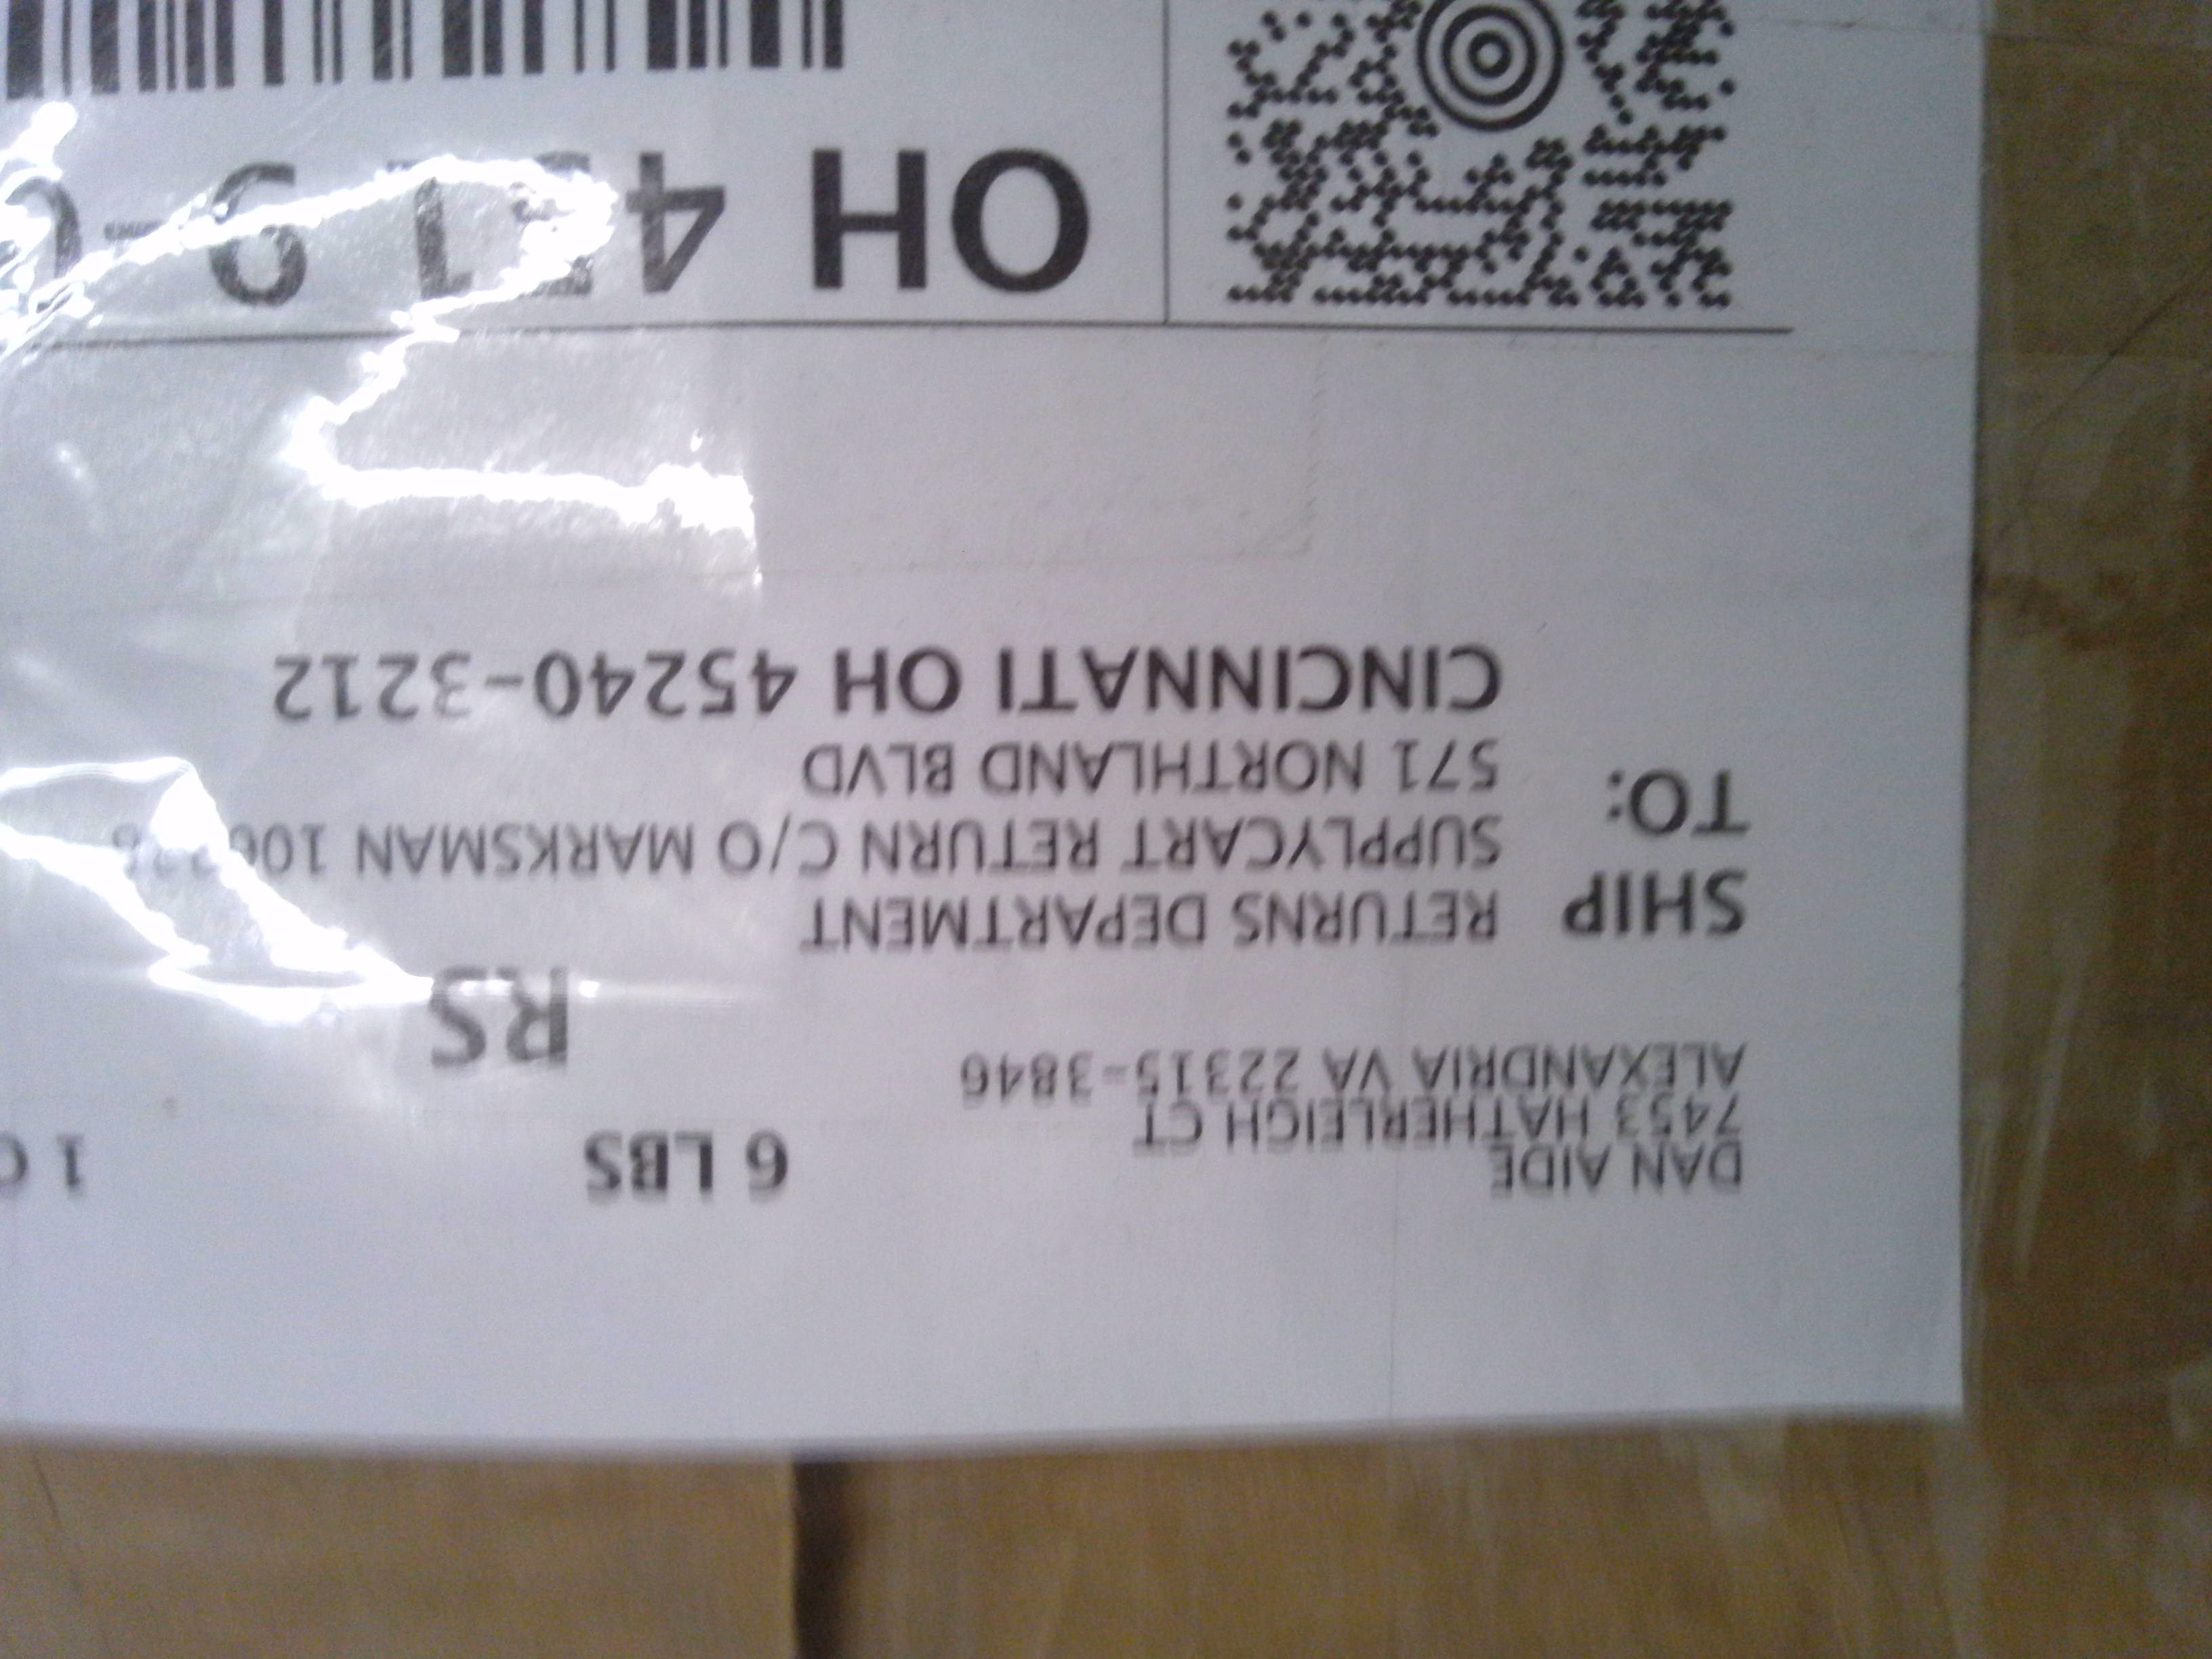 DAN AIDE
7453 HATHERLEIGH CT
ALEXANDRIA VA 22315-3846
6 LBS
RS
SHIP
TO:
RETURNS DEPARTMENT
SUPPLYCART RETURN C/O MARKSMAN
571 NORTHLAND BLVD
CINCINNATI OH 45240-3212
OH